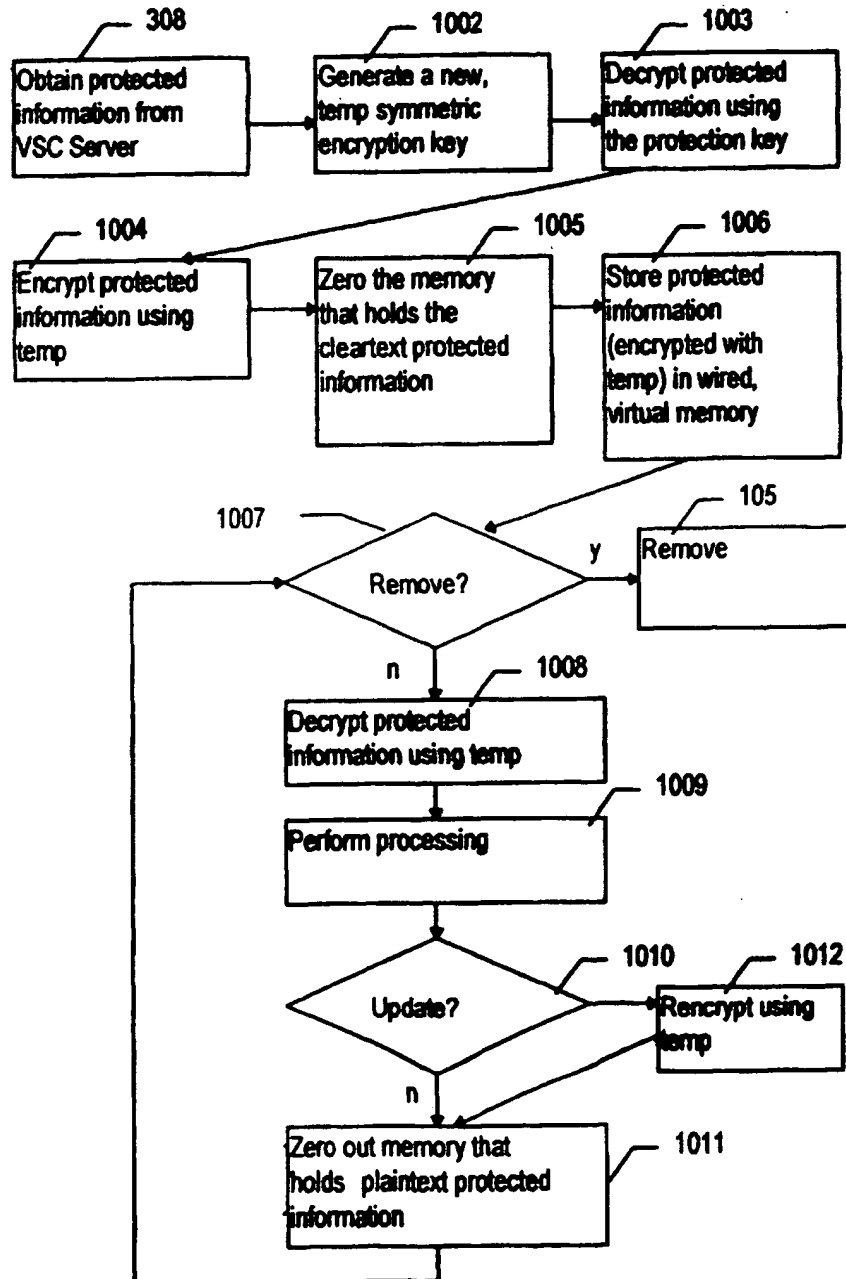 308
Obtain protected
information from
VSC Server
1002
Generate a new,
temp symmetric
encryption key
1003
Decrypt protected
information using
the protection key
1004
Encrypt protected
information using
temp
1005
Zero the memory
that holds the
cleartext protected
information
1006
Store protected
information
(encrypted with
temp) in wired,
virtual memory
1007
Remove?
y
105
Remove
n
1008
Decrypt protected
information using temp
1009
Perform processing
1010
Update?
1012
Rencrypt using
temp
n
1011
Zero out memory that
holds plaintext protected
information